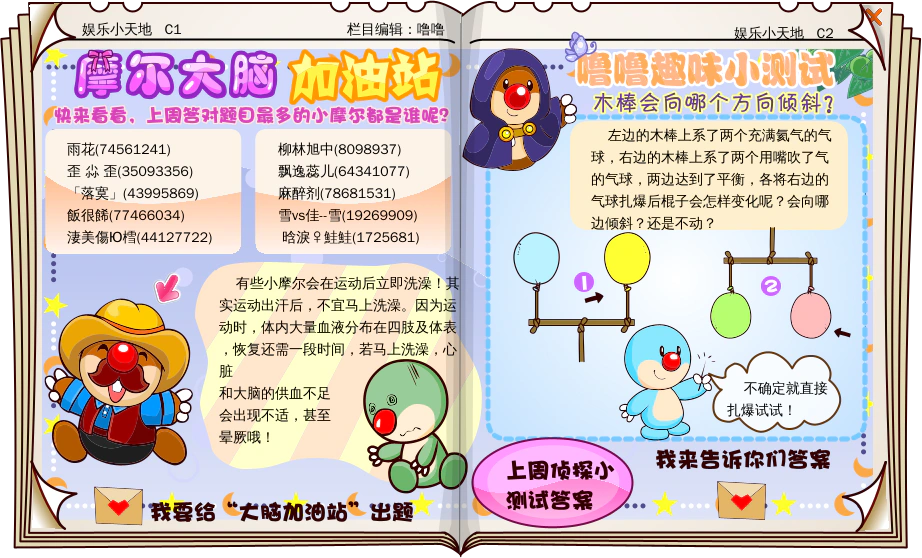 娱乐小天地 C1
栏目编辑：噜噜
摩尔大脑 加油站
快来看看，上周答对题目最多的小摩尔都是谁呢？
雨花(74561241)
歪 尛 歪(35093356)
「落寞」(43995869)
飯很餙(77466034)
淒美傷Ю樰(44127722)
柳林旭中(8098937)
飘逸蕊儿(64341077)
麻醉剂(78681531)
雪vs佳--雪(19269909)
晗淚♀鮭鮭(1725681)
有些小摩尔会在运动后立即洗澡！其
实运动出汗后，不宜马上洗澡。因为运
动时，体内大量血液分布在四肢及体表
，恢复还需一段时间，若马上洗澡，心
脏
和大脑的供血不足
会出现不适，甚至
晕厥哦！
我要给“大脑加油站”出题
娱乐小天地 C2
噜噜趣味小测试
木棒会向哪个方向倾斜？
左边的木棒上系了两个充满氦气的气
球，右边的木棒上系了两个用嘴吹了气
的气球，两边达到了平衡，各将右边的
气球扎爆后棍子会怎样变化呢？会向哪
边倾斜？还是不动？
1
2
不确定就直接
扎爆试试！
上周侦探小
测试答案
我来告诉你们答案